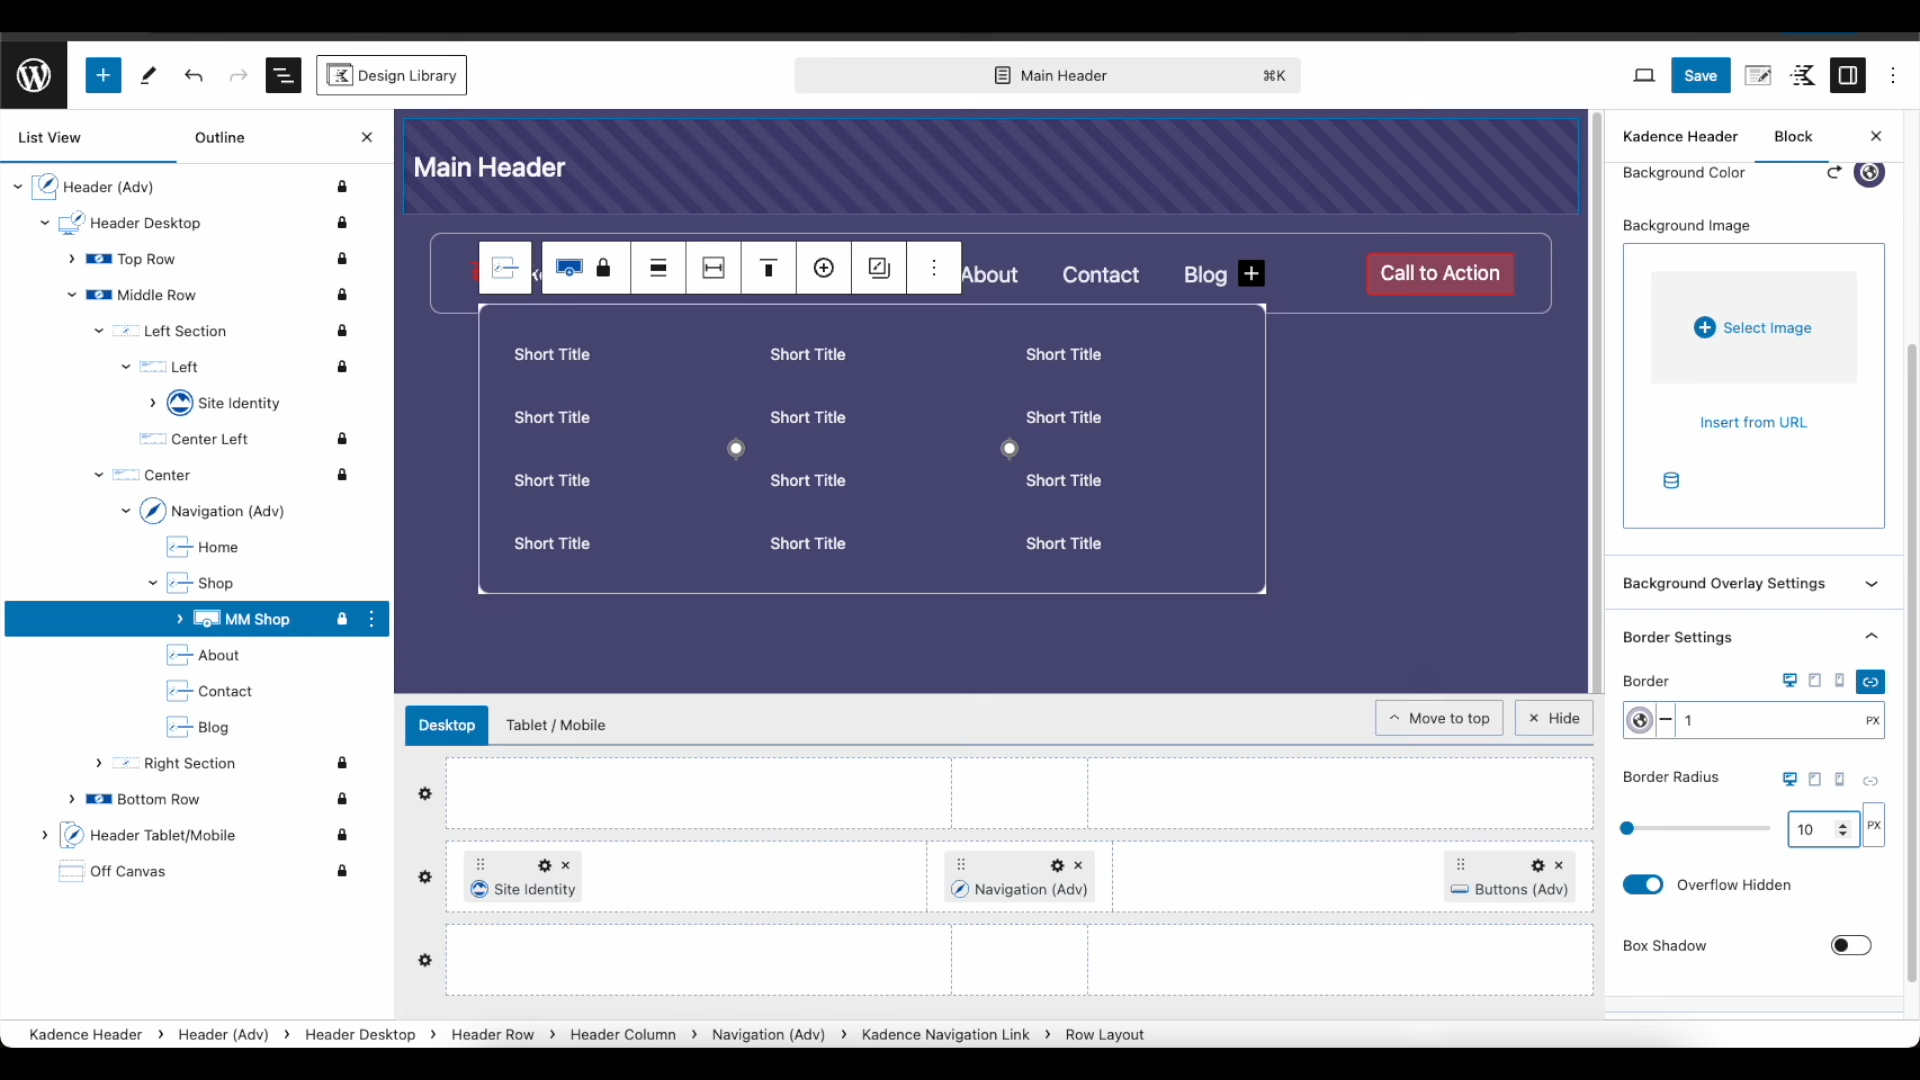 Design Library
Main Header
⌘K
Save
List View
Outline
Header (Adv)
Header Desktop
Top Row
Middle Row
Left Section
Left
Site Identity
Center Left
Center
Navigation (Adv)
Home
Shop
MM Shop
About
Contact
Blog
Right Section
Bottom Row
Header Tablet/Mobile
Off Canvas
Main Header
About
Contact
Blog
Call to Action
Short Title
Short Title
Short Title
Short Title
Short Title
Short Title
Short Title
Short Title
Short Title
Short Title
Short Title
Short Title
Desktop
Tablet / Mobile
Move to top
Hide
Site Identity
Navigation (Adv)
Buttons (Adv)
Kadence Header
Block
Background Color
Background Image
Select Image
Insert from URL
Background Overlay Settings
Border Settings
Border
1
PX
Border Radius
10
PX
Overflow Hidden
Box Shadow
Kadence Header > Header (Adv) > Header Desktop > Header Row > Header Column > Navigation (Adv) > Kadence Navigation Link > Row Layout